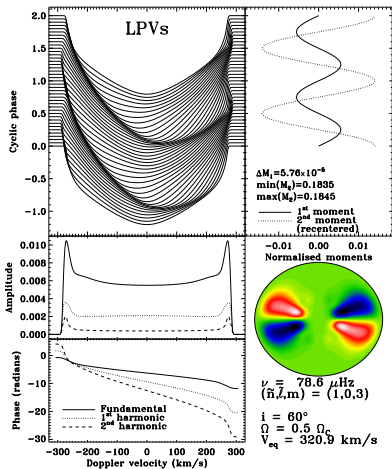 LPVs
2.0
1.5
1.0
0.5
0.0
−0.5
−1.0
Cyclic phase
ΔM₁=5.76×10⁻⁵
min(M₂)=0.1835
max(M₂)=0.1845
1st moment
2nd moment
(recentered)
−0.01 0.00 0.01
Normalised moments
0.010
0.008
0.006
0.004
0.002
0.000
Amplitude
0
−10
−20
−30
Phase (radians)
Fundamental
1st harmonic
2nd harmonic
−300 −200 −100 0 100 200 300
Doppler velocity (km/s)
ν = 78.6 μHz
(ñ,l̃,m) = (1,0,3)
i = 60°
Ω = 0.5 Ω_C
V_eq = 320.9 km/s